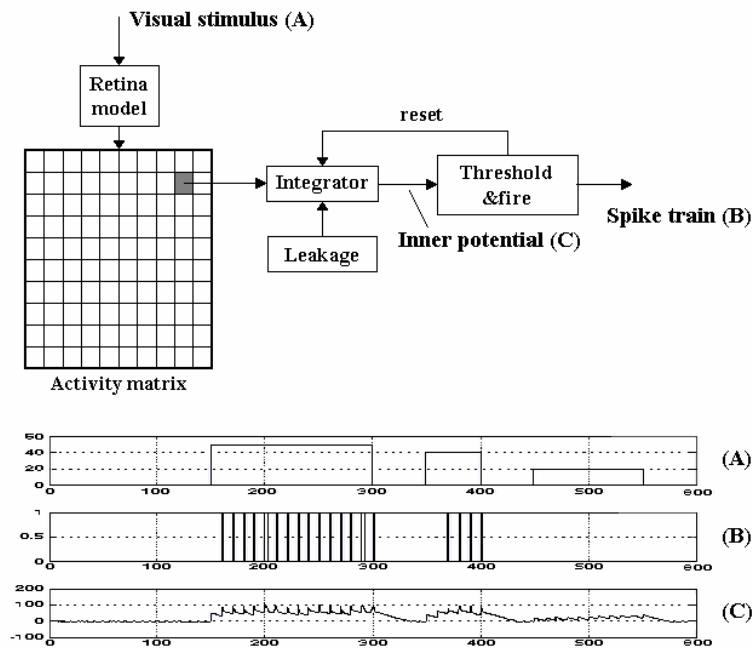 Visual stimulus (A)
Retina
model
reset
Integrator
Threshold
&fire
Spike train (B)
Inner potential (C)
Leakage
Activity matrix
60
40
20
0
0 100 200 300 400 500 600
(A)
1
0.5
0
0 100 200 300 400 500 600
(B)
200
100
0
-100
0 100 200 300 400 500 600
(C)